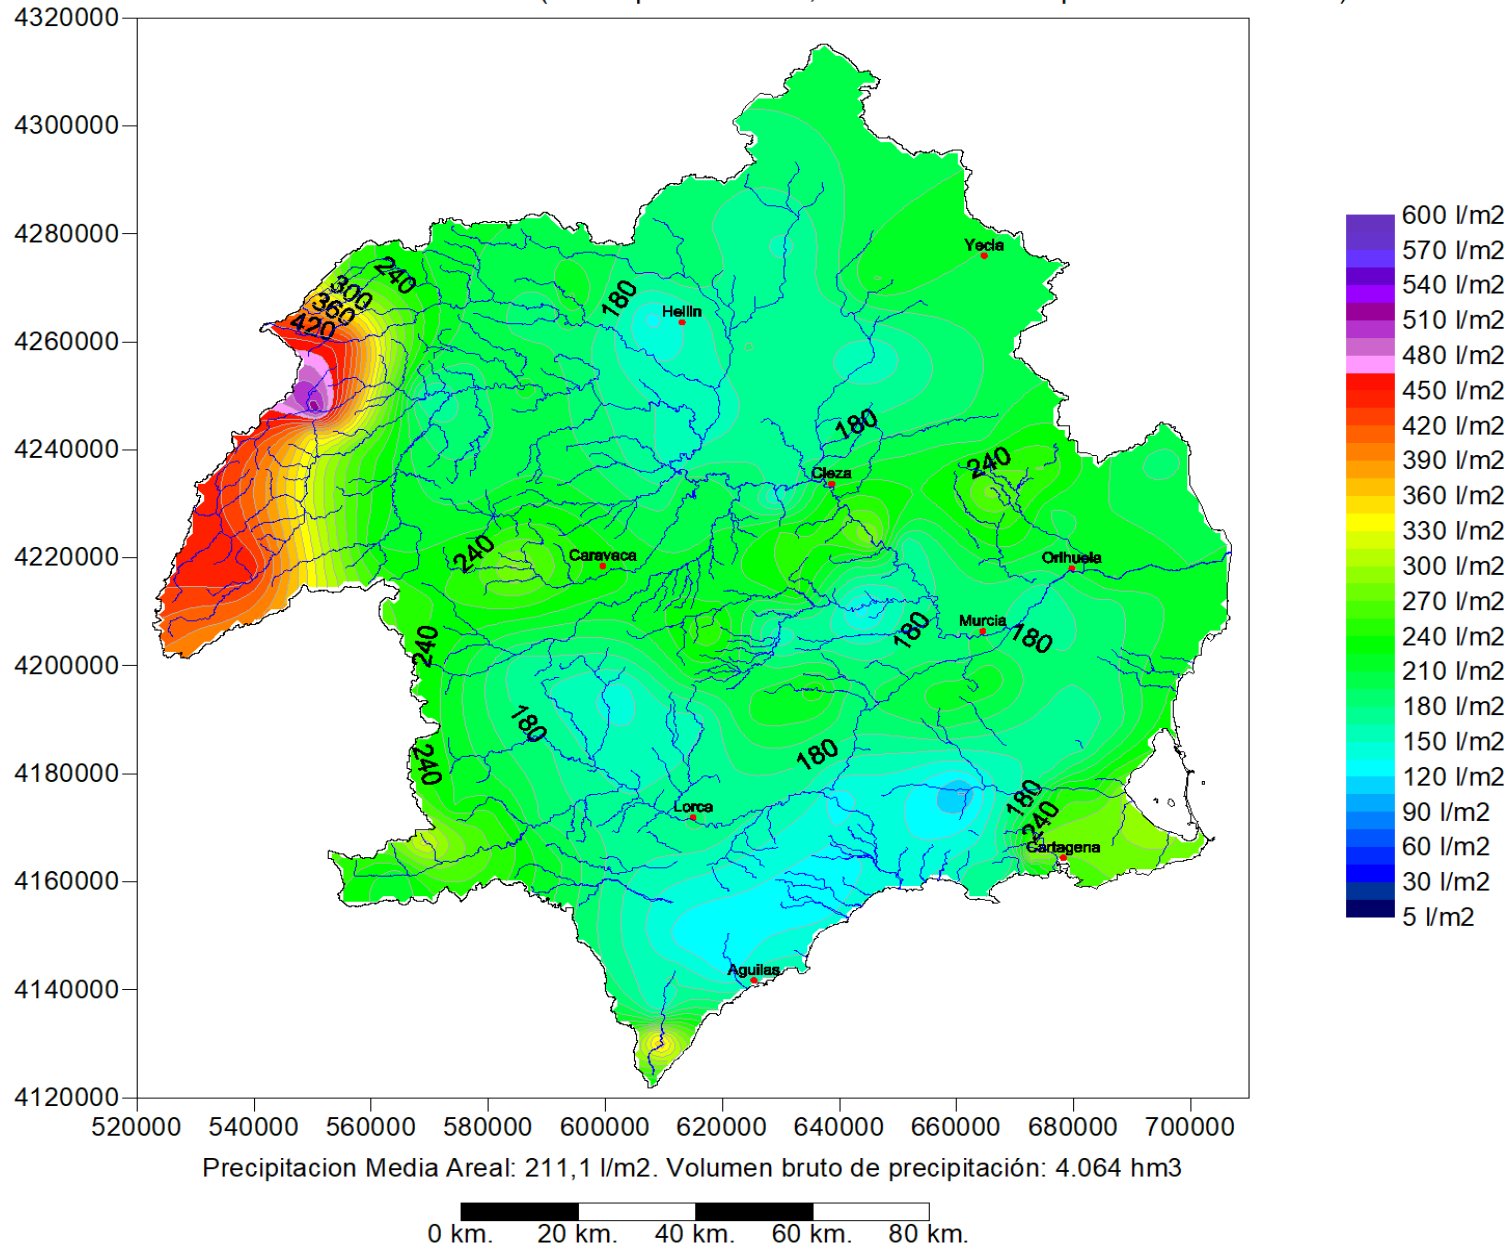 4320000
4300000
4280000
4260000
4240000
4220000
4200000
4180000
4160000
4140000
4120000
520000 540000 560000 580000 600000 620000 640000 660000 680000 700000
Yecla
240
300
360
420
180
Hellin
180
Cieza
240
240
Caravaca
Orihuela
Murcia
180
180
240
180
180
240
Lorca
180
240
Cartagena
Aguilas
600 l/m2
570 l/m2
540 l/m2
510 l/m2
480 l/m2
450 l/m2
420 l/m2
390 l/m2
360 l/m2
330 l/m2
300 l/m2
270 l/m2
240 l/m2
210 l/m2
180 l/m2
150 l/m2
120 l/m2
90 l/m2
60 l/m2
30 l/m2
5 l/m2
Precipitacion Media Areal: 211,1 l/m2. Volumen bruto de precipitación: 4.064 hm3
0 km. 20 km. 40 km. 60 km. 80 km.